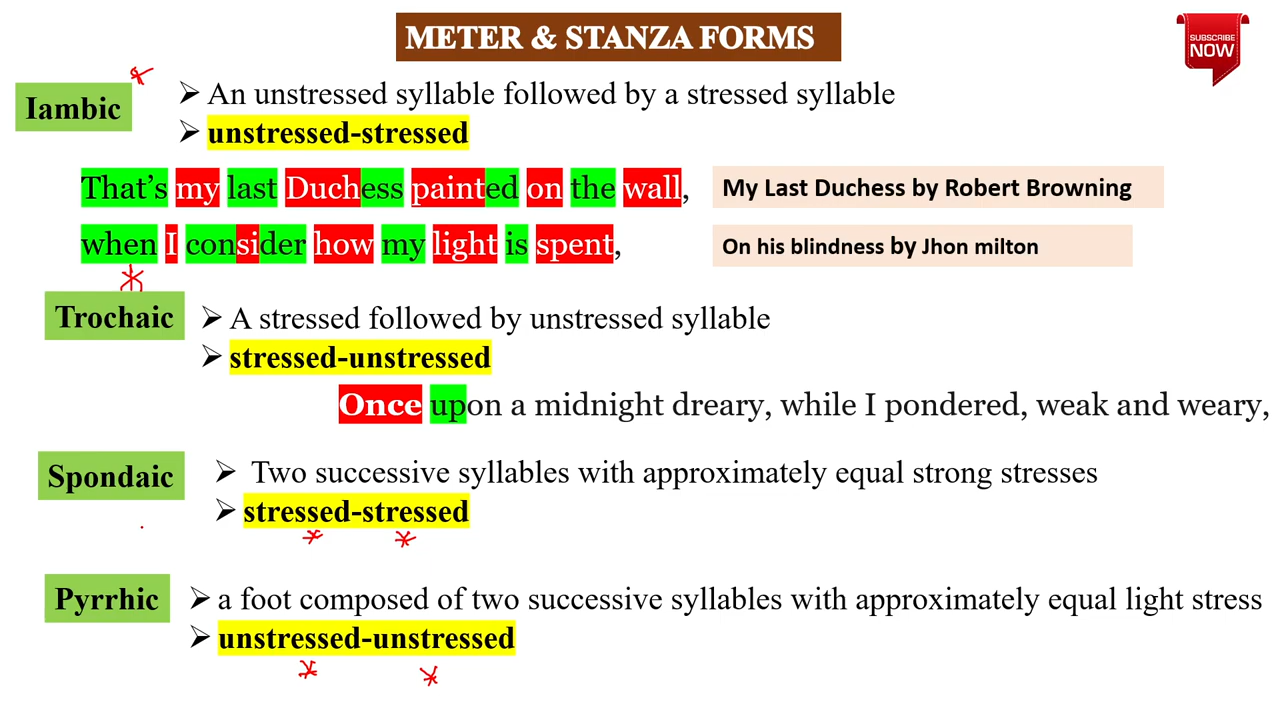 METER & STANZA FORMS
SUBSCRIBE
NOW
Iambic
An unstressed syllable followed by a stressed syllable
unstressed-stressed
That's my last Duchess painted on the wall,
My Last Duchess by Robert Browning
when I consider how my light is spent,
On his blindness by Jhon milton
Trochaic
A stressed followed by unstressed syllable
stressed-unstressed
Once upon a midnight dreary, while I pondered, weak and weary,
Spondaic
Two successive syllables with approximately equal strong stresses
stressed-stressed
Pyrrhic
a foot composed of two successive syllables with approximately equal light stress
unstressed-unstressed